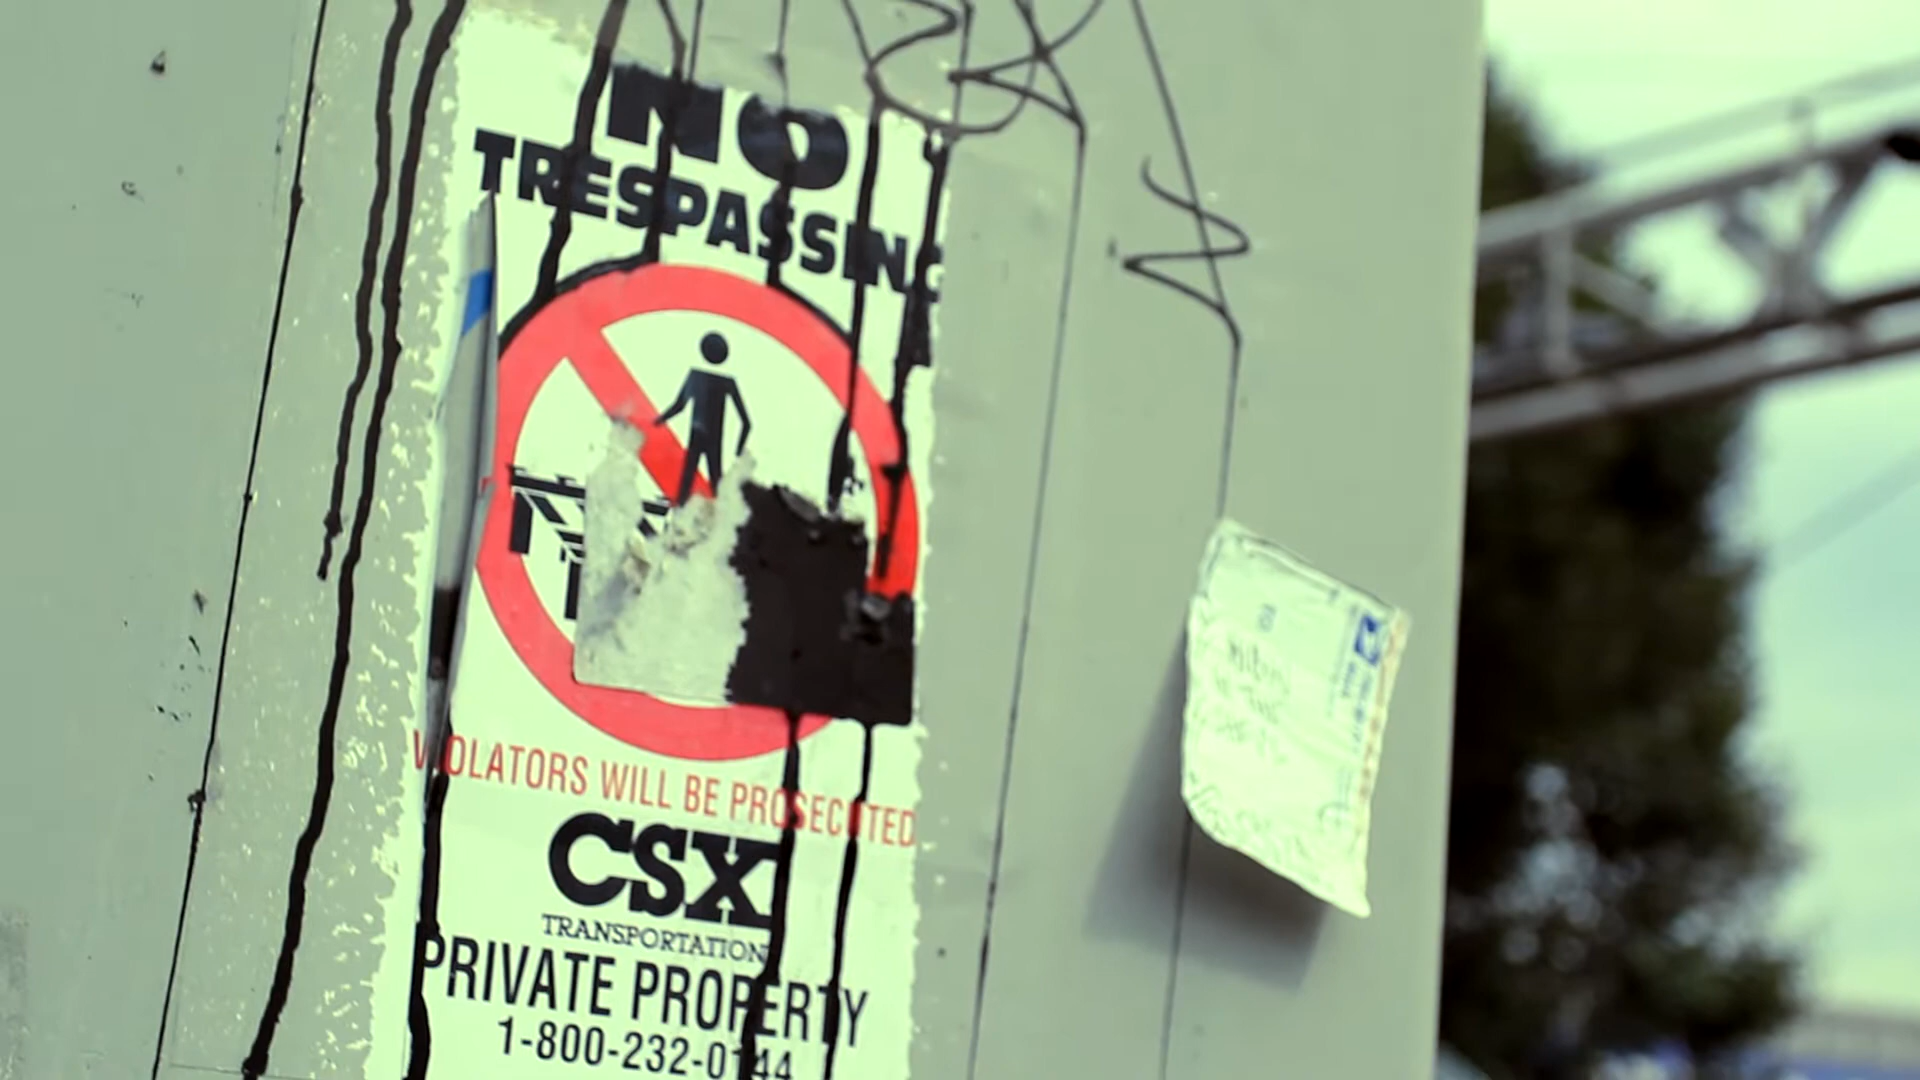 NO
TRESPASSING
VIOLATORS WILL BE PROSECUTED
CSX
TRANSPORTATION
PRIVATE PROPERTY
1-800-232-0144